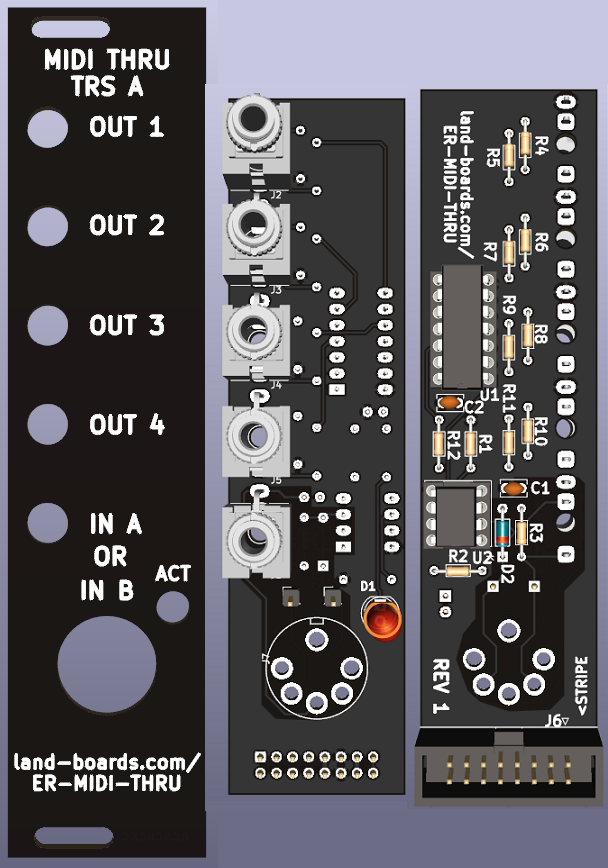 MIDI THRU
TRS A
OUT 1
OUT 2
OUT 3
OUT 4
IN A
OR
IN B
ACT
land-boards.com/
ER-MIDI-THRU
J2
J3
J4
J5
D1
land-boards.com/
ER-MIDI-THRU
R4
R5
R6
R7
R9
R8
U1
C2
R11
R10
R12
R1
C1
R3
R2
U2
D2
REV 1
<STRIPE
J6